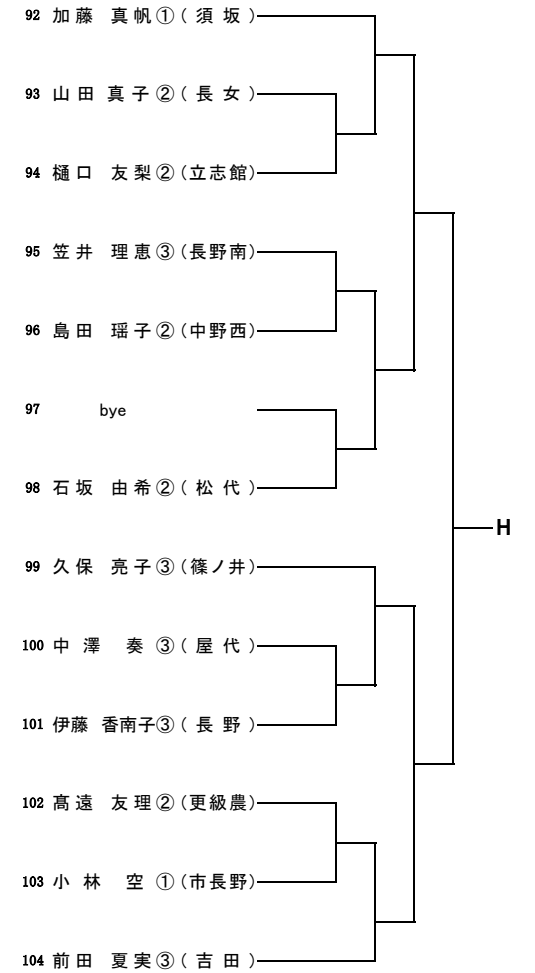 92 加藤 真帆①(須坂)
93 山田 真子②(長女)
94 樋口 友梨②(立志館)
95 笠井 理恵③(長野南)
96 島田 瑶子②(中野西)
97 bye
98 石坂 由希②(松代)
H
99 久保 亮子③(篠ノ井)
100 中澤 奏③(屋代)
101 伊藤 香南子③(長野)
102 髙遠 友理②(更級農)
103 小林 空①(市長野)
104 前田 夏実③(吉田)